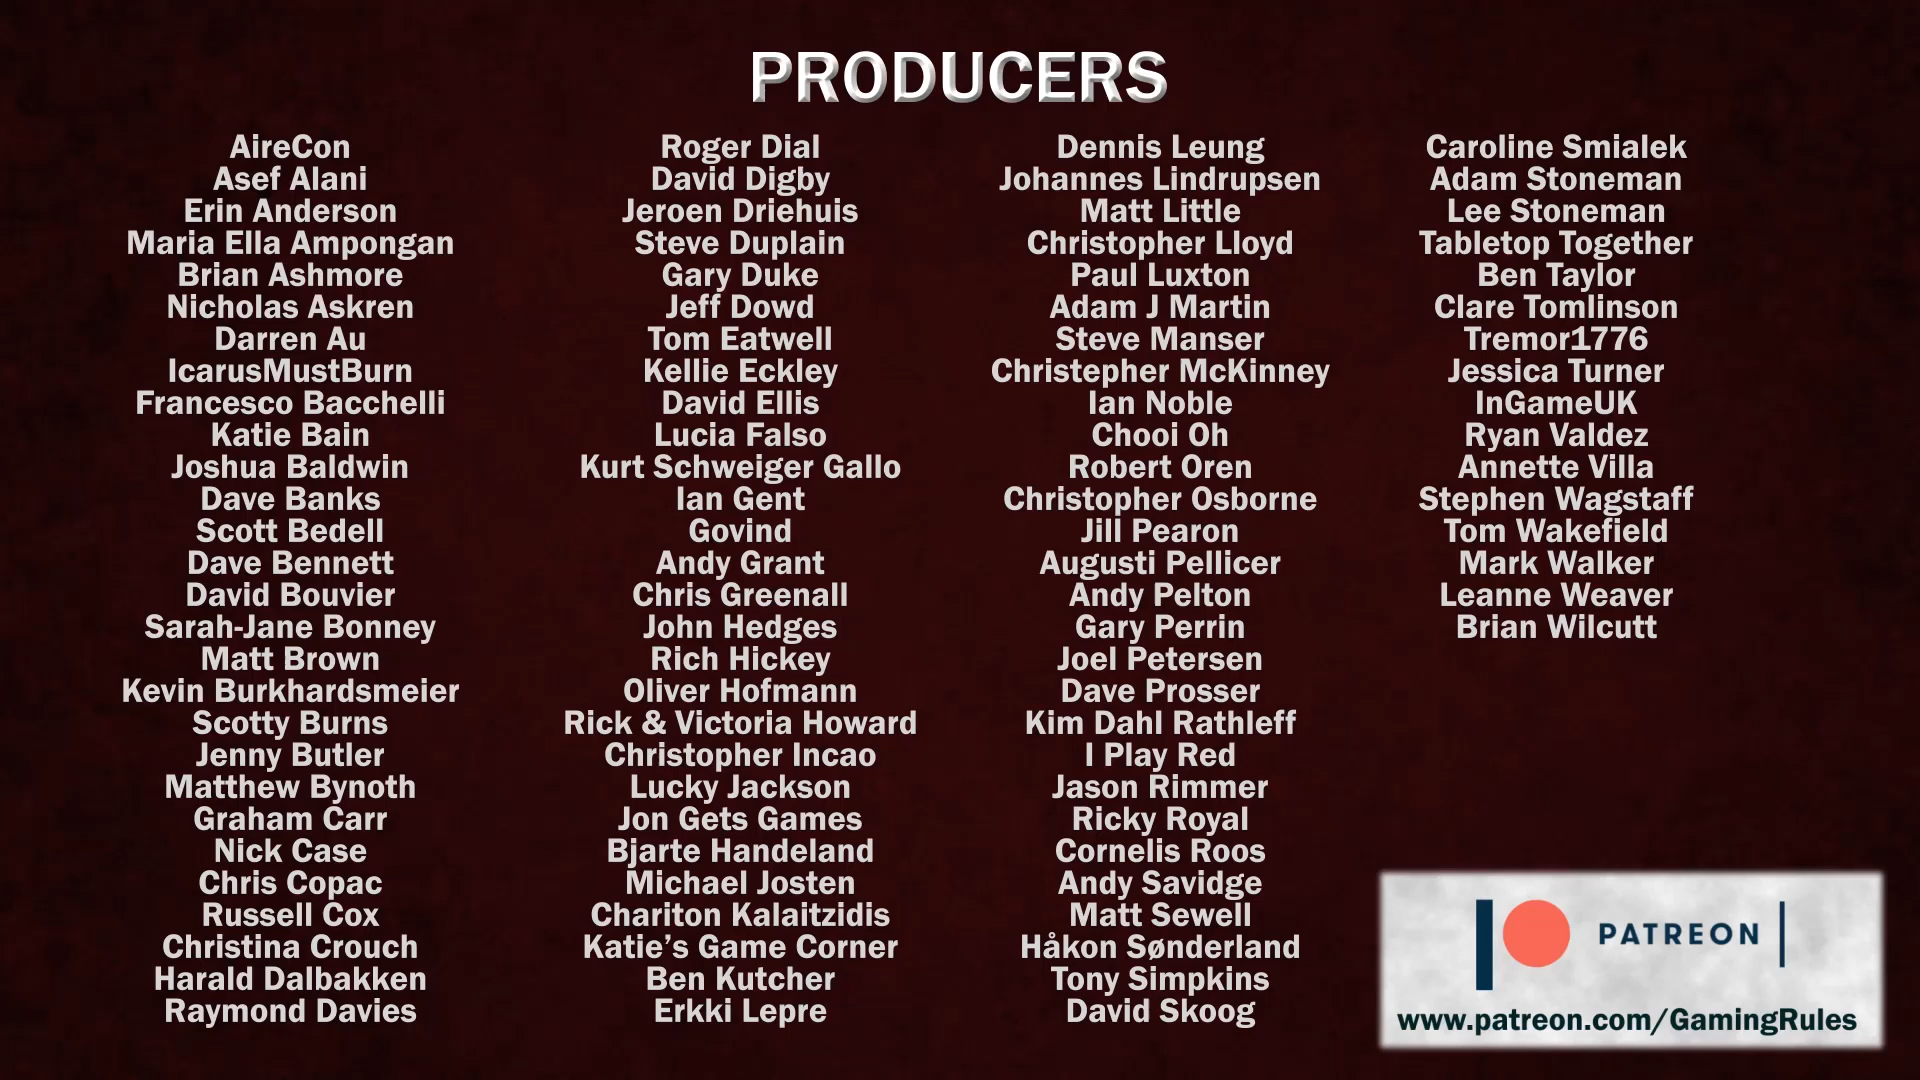 PRODUCERS
AireCon
Asef Alani
Erin Anderson
Maria Ella Ampongan
Brian Ashmore
Nicholas Askren
Darren Au
IcarusMustBurn
Francesco Bacchelli
Katie Bain
Joshua Baldwin
Dave Banks
Scott Bedell
Dave Bennett
David Bouvier
Sarah-Jane Bonney
Matt Brown
Kevin Burkhardsmeier
Scotty Burns
Jenny Butler
Matthew Bynoth
Graham Carr
Nick Case
Chris Copac
Russell Cox
Christina Crouch
Harald Dalbakken
Raymond Davies
Roger Dial
David Digby
Jeroen Driehuis
Steve Duplain
Gary Duke
Jeff Dowd
Tom Eatwell
Kellie Eckley
David Ellis
Lucia Falso
Kurt Schweiger Gallo
Ian Gent
Govind
Andy Grant
Chris Greenall
John Hedges
Rich Hickey
Oliver Hofmann
Rick & Victoria Howard
Christopher Incao
Lucky Jackson
Jon Gets Games
Bjarte Handeland
Michael Josten
Chariton Kalaitzidis
Katie’s Game Corner
Ben Kutcher
Erkki Lepre
Dennis Leung
Johannes Lindrupsen
Matt Little
Christopher Lloyd
Paul Luxton
Adam J Martin
Steve Manser
Christepher McKinney
Ian Noble
Chooi Oh
Robert Oren
Christopher Osborne
Jill Pearon
Augusti Pellicer
Andy Pelton
Gary Perrin
Joel Petersen
Dave Prosser
Kim Dahl Rathleff
I Play Red
Jason Rimmer
Ricky Royal
Cornelis Roos
Andy Savidge
Matt Sewell
Håkon Sønderland
Tony Simpkins
David Skoog
Caroline Smialek
Adam Stoneman
Lee Stoneman
Tabletop Together
Ben Taylor
Clare Tomlinson
Tremor1776
Jessica Turner
InGameUK
Ryan Valdez
Annette Villa
Stephen Wagstaff
Tom Wakefield
Mark Walker
Leanne Weaver
Brian Wilcutt
PATREON
www.patreon.com/GamingRules